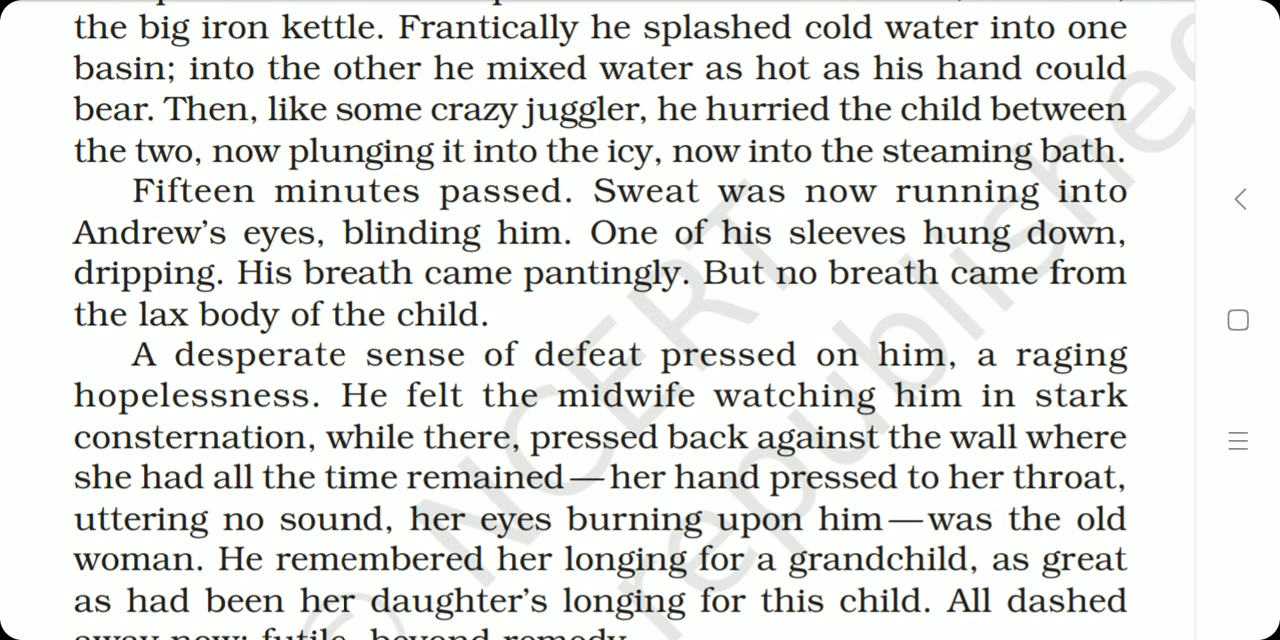 the big iron kettle. Frantically he splashed cold water into one
basin; into the other he mixed water as hot as his hand could
bear. Then, like some crazy juggler, he hurried the child between
the two, now plunging it into the icy, now into the steaming bath.
Fifteen minutes passed. Sweat was now running into
Andrew’s eyes, blinding him. One of his sleeves hung down,
dripping. His breath came pantingly. But no breath came from
the lax body of the child.
A desperate sense of defeat pressed on him, a raging
hopelessness. He felt the midwife watching him in stark
consternation, while there, pressed back against the wall where
she had all the time remained — her hand pressed to her throat,
uttering no sound, her eyes burning upon him — was the old
woman. He remembered her longing for a grandchild, as great
as had been her daughter’s longing for this child. All dashed
away now; futile, beyond remedy
© NCERT
republished